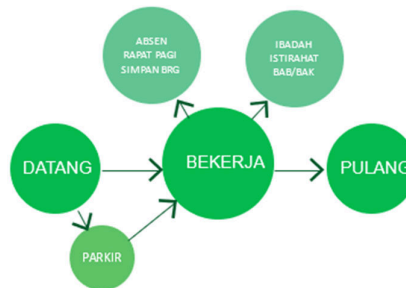 ABSEN
RAPAT PAGI
SIMPAN BRG
IBADAH
ISTIRAHAT
BAB/BAK
DATANG
BEKERJA
PULANG
PARKIR